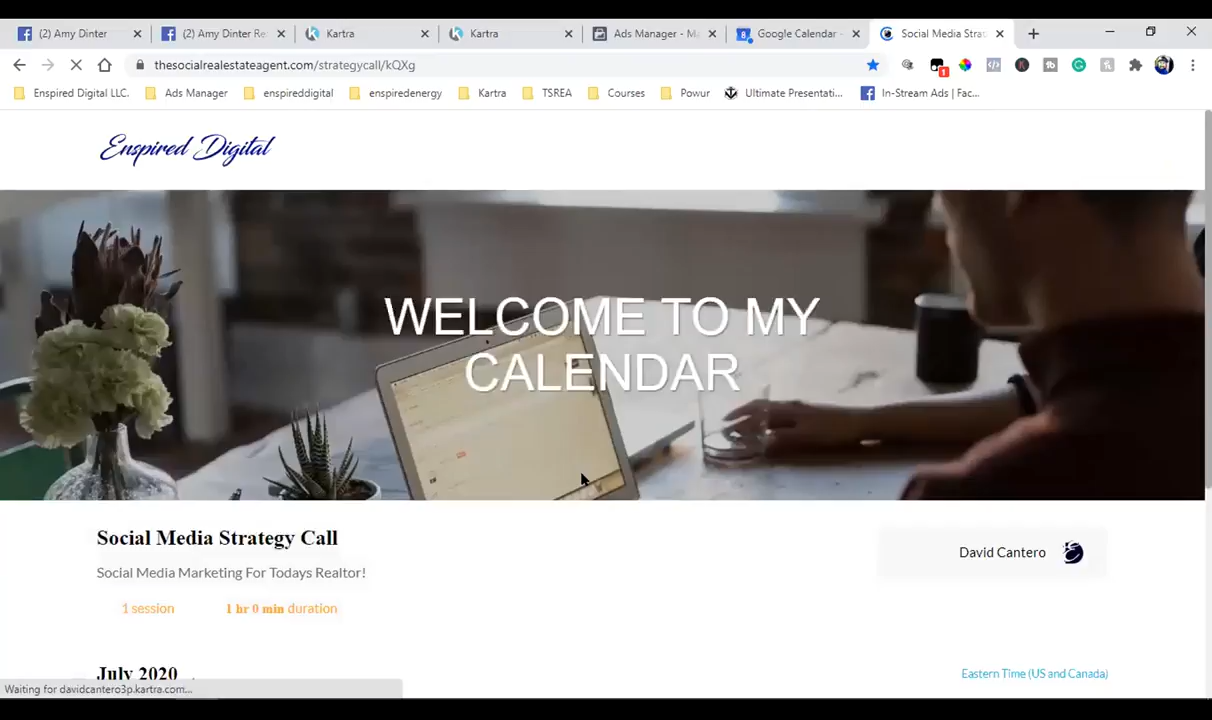 (2) Amy Dinter
(2) Amy Dinter Re
Kartra
Kartra
Ads Manager - M
Google Calendar -
Social Media Strat
thesocialrealestateagent.com/strategycall/kQXg
1
Enspired Digital LLC.
Ads Manager
enspireddigital
enspiredenergy
Kartra
TSREA
Courses
Powur
Ultimate Presentati...
In-Stream Ads | Fac...
Enspired Digital
WELCOME TO MY
CALENDAR
Social Media Strategy Call
David Cantero
Social Media Marketing For Todays Realtor!
1 session
1 hr 0 min duration
July 2020
Eastern Time (US and Canada)
Waiting for davidcantero3p.kartra.com...